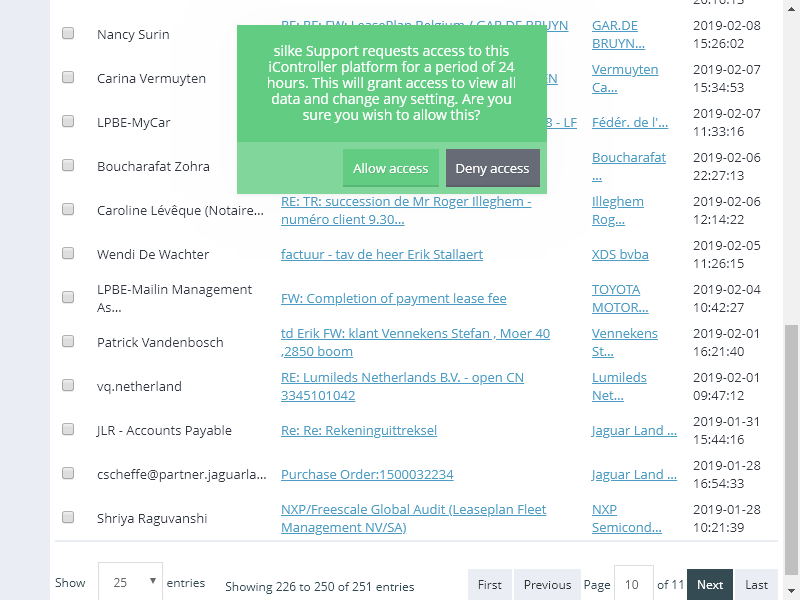 20:16:13
Nancy Surin
RE: RE: FW: LeasePlan Belgium / GAR.DE BRUYN
GAR.DE
BRUYN...
2019-02-08
15:26:02
silke Support requests access to this
iController platform for a period of 24
hours. This will grant access to view all
data and change any setting. Are you
sure you wish to allow this?
Allow access
Deny access
Carina Vermuyten
EN
Vermuyten
Ca...
2019-02-07
15:34:53
LPBE-MyCar
8 - LF
Fédér. de l'...
2019-02-07
11:33:16
Boucharafat Zohra
Boucharafat
...
2019-02-06
22:27:13
Caroline Lévêque (Notaire...
RE: TR: succession de Mr Roger Illeghem -
numéro client 9.30...
Illeghem
Rog...
2019-02-06
12:14:22
Wendi De Wachter
factuur - tav de heer Erik Stallaert
XDS bvba
2019-02-05
11:26:15
LPBE-Mailin Management
As...
FW: Completion of payment lease fee
TOYOTA
MOTOR...
2019-02-04
10:42:27
Patrick Vandenbosch
td Erik FW: klant Vennekens Stefan , Moer 40
,2850 boom
Vennekens
St...
2019-02-01
16:21:40
vq.netherland
RE: Lumileds Netherlands B.V. - open CN
3345101042
Lumileds
Net...
2019-02-01
09:47:12
JLR - Accounts Payable
Re: Re: Rekeninguittreksel
Jaguar Land ...
2019-01-31
15:44:16
cscheffe@partner.jaguarla...
Purchase Order:1500032234
Jaguar Land ...
2019-01-28
16:54:33
Shriya Raguvanshi
NXP/Freescale Global Audit (Leaseplan Fleet
Management NV/SA)
NXP
Semicond...
2019-01-28
10:21:39
Show 25 entries
Showing 226 to 250 of 251 entries
First Previous Page 10 of 11 Next Last